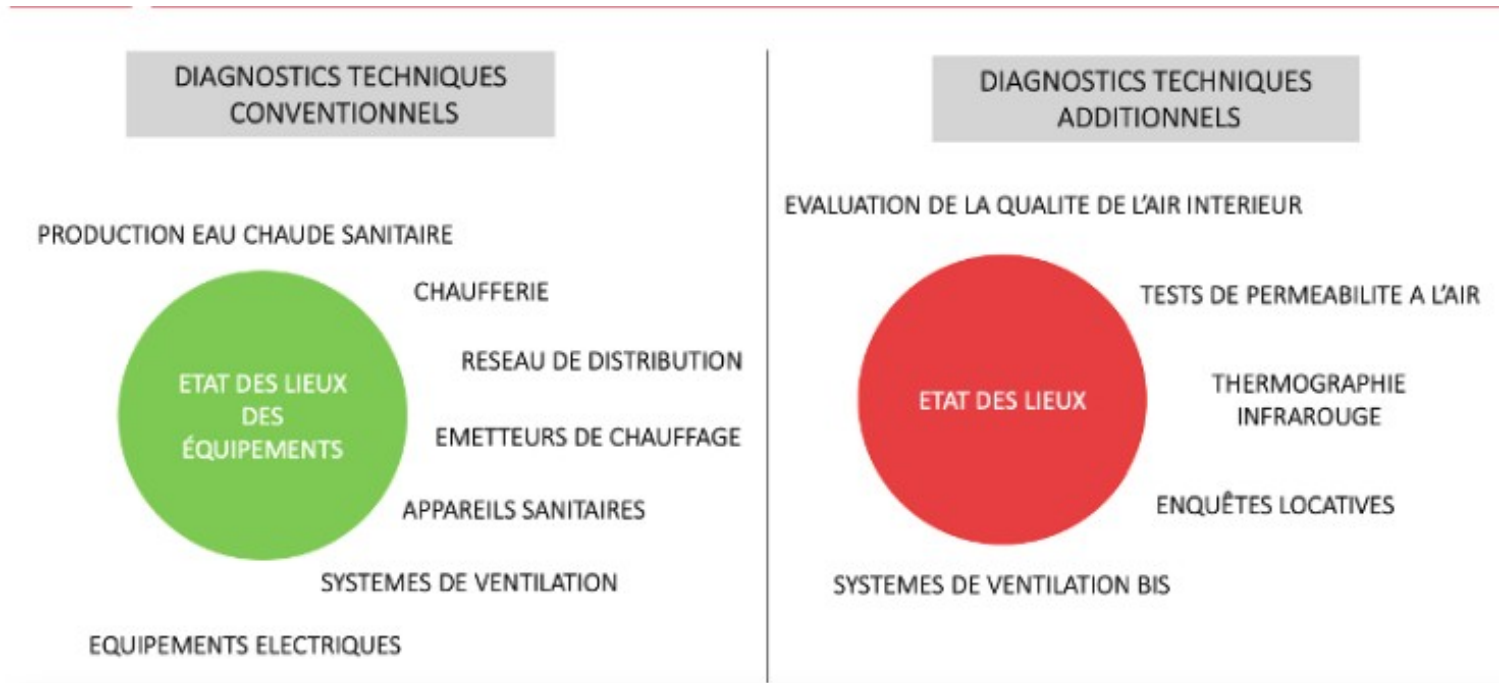 DIAGNOSTICS TECHNIQUES
CONVENTIONNELS
PRODUCTION EAU CHAUDE SANITAIRE
CHAUFFERIE
RESEAU DE DISTRIBUTION
ETAT DES LIEUX
DES
ÉQUIPEMENTS
EMETTEURS DE CHAUFFAGE
APPAREILS SANITAIRES
SYSTEMES DE VENTILATION
EQUIPEMENTS ELECTRIQUES
DIAGNOSTICS TECHNIQUES
ADDITIONNELS
EVALUATION DE LA QUALITE DE L'AIR INTERIEUR
TESTS DE PERMEABILITE A L'AIR
THERMOGRAPHIE
INFRAROUGE
ETAT DES LIEUX
ENQUÊTES LOCATIVES
SYSTEMES DE VENTILATION BIS